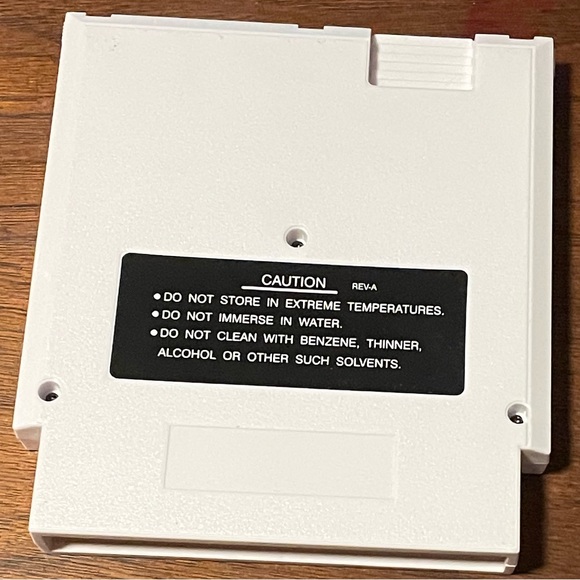 CAUTION REV-A
● DO NOT STORE IN EXTREME TEMPERATURES.
● DO NOT IMMERSE IN WATER.
● DO NOT CLEAN WITH BENZENE, THINNER,
ALCOHOL OR OTHER SUCH SOLVENTS.